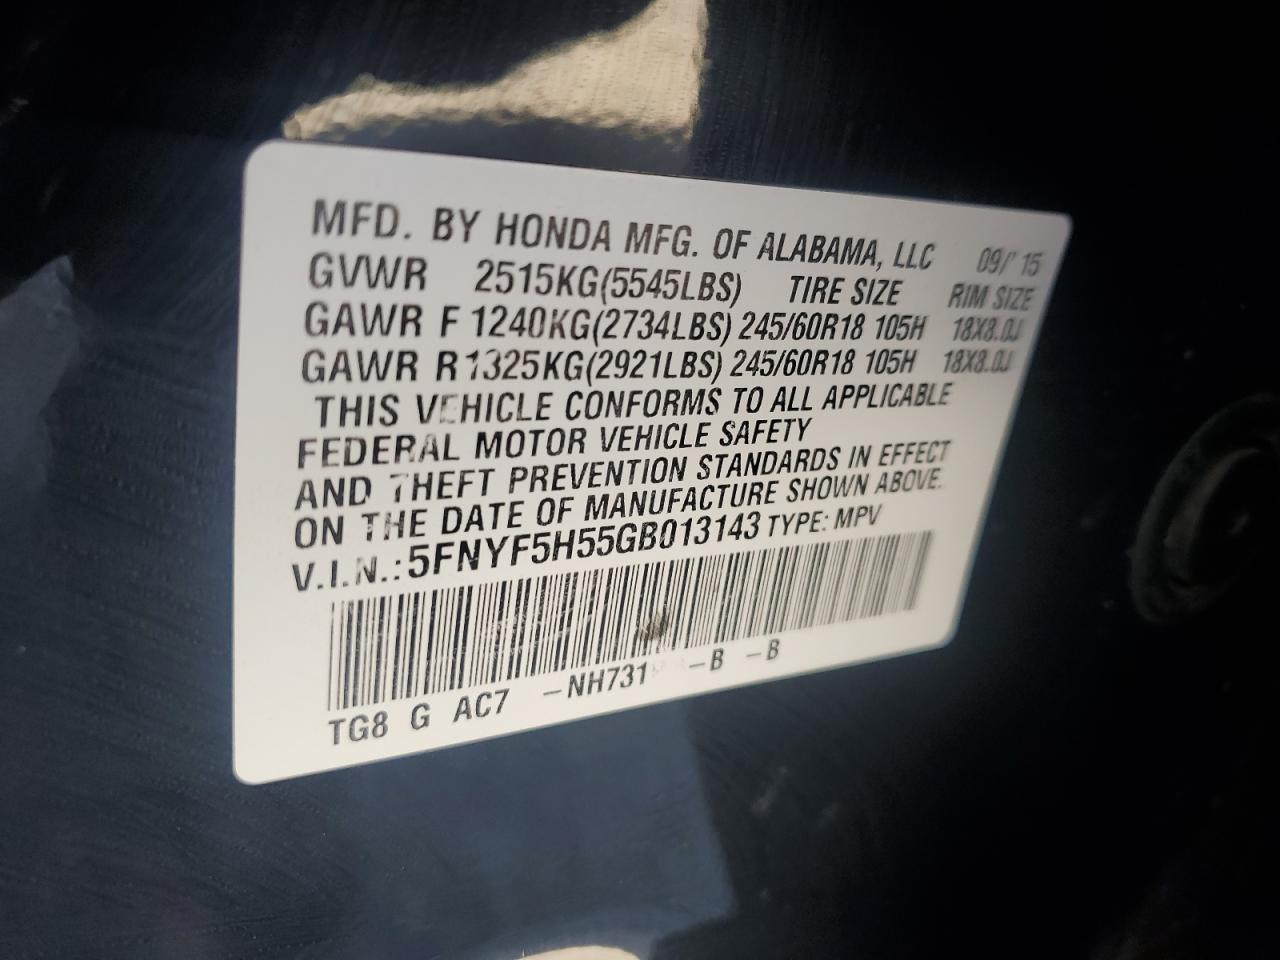 MFD. BY HONDA MFG. OF ALABAMA, LLC 09/15
GVWR 2515KG(5545LBS) TIRE SIZE RIM SIZE
GAWR F 1240KG(2734LBS) 245/60R18 105H 18X8.0J
GAWR R 1325KG(2921LBS) 245/60R18 105H 18X8.0J
THIS VEHICLE CONFORMS TO ALL APPLICABLE
FEDERAL MOTOR VEHICLE SAFETY
AND THEFT PREVENTION STANDARDS IN EFFECT
ON THE DATE OF MANUFACTURE SHOWN ABOVE.
V.I.N.: 5FNYF5H55GB013143 TYPE: MPV
TG8 G AC7 -NH731 -B -B